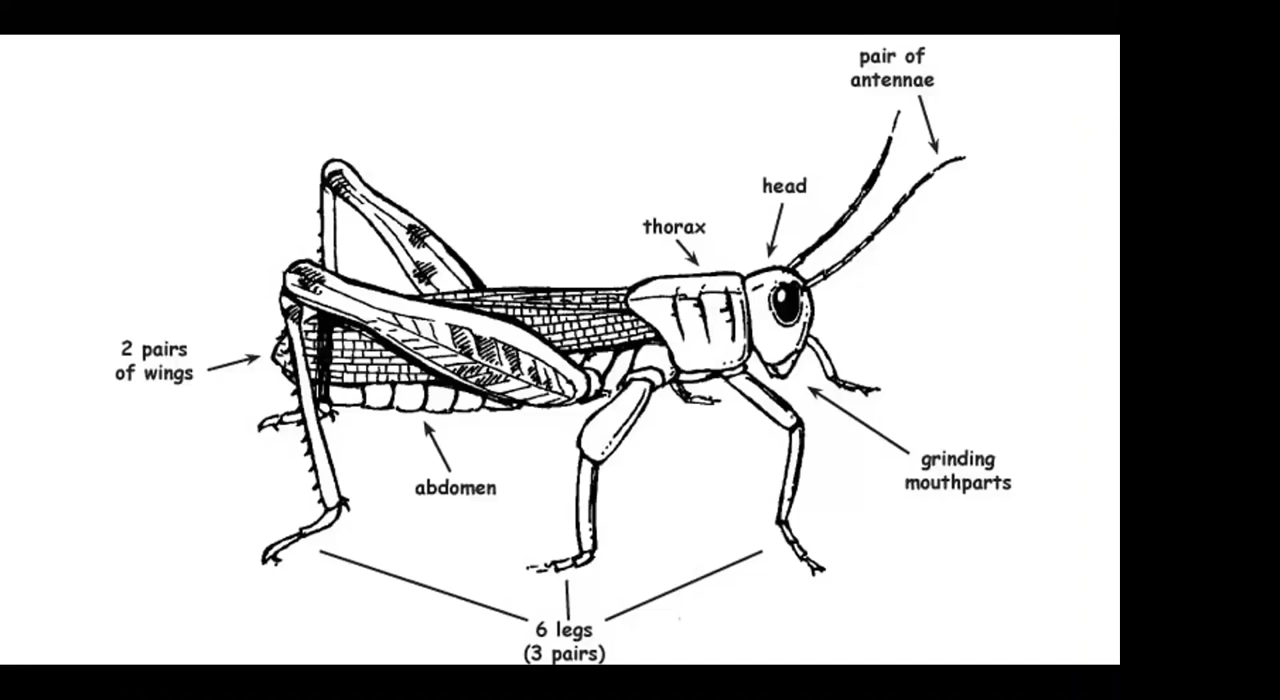 pair of
antennae
head
thorax
2 pairs
of wings
grinding
mouthparts
abdomen
6 legs
(3 pairs)